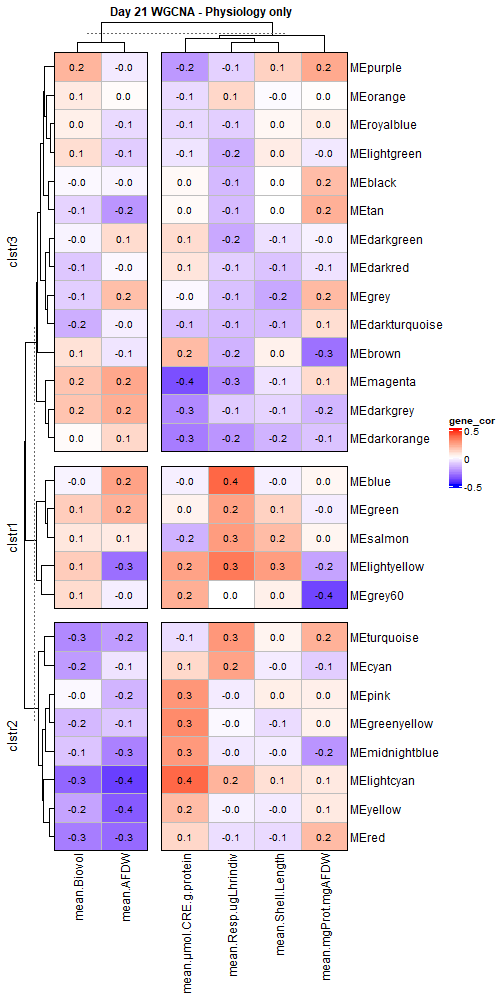 Day 21 WGCNA - Physiology only
clstr3
0.2 -0.0 -0.2 -0.1 0.1 0.2 MEpurple
0.1 0.0 -0.1 0.1 -0.0 0.0 MEorange
0.0 -0.1 -0.1 -0.1 0.0 0.0 MEroyalblue
0.1 -0.1 -0.1 -0.2 0.0 -0.0 MElightgreen
-0.0 -0.0 0.0 -0.1 0.0 0.2 MEblack
-0.1 -0.2 0.0 -0.1 0.0 0.2 MEtan
-0.0 0.1 0.1 -0.2 -0.1 -0.0 MEdarkgreen
-0.1 -0.0 0.1 -0.1 -0.1 -0.1 MEdarkred
-0.1 0.2 -0.0 -0.1 -0.2 0.2 MEgrey
-0.2 -0.0 -0.1 -0.1 -0.1 0.1 MEdarkturquoise
0.1 -0.1 0.2 -0.2 0.0 -0.3 MEbrown
0.2 0.2 -0.4 -0.3 -0.1 0.1 MEmagenta
0.2 0.2 -0.3 -0.1 -0.1 -0.2 MEdarkgrey
0.0 0.1 -0.3 -0.2 -0.2 -0.1 MEdarkorange
clstr1
-0.0 0.2 -0.0 0.4 -0.0 0.0 MEblue
0.1 0.2 0.0 0.2 0.1 -0.0 MEgreen
0.1 0.1 -0.2 0.3 0.2 0.0 MEsalmon
0.1 -0.3 0.2 0.3 0.3 -0.2 MElightyellow
0.1 -0.0 0.2 0.0 0.0 -0.4 MEgrey60
clstr2
-0.3 -0.2 -0.1 0.3 0.0 0.2 MEturquoise
-0.2 -0.1 0.1 0.2 -0.0 -0.1 MEcyan
-0.0 -0.2 0.3 -0.0 0.0 0.0 MEpink
-0.2 -0.1 0.3 -0.0 -0.1 0.0 MEgreenyellow
-0.1 -0.3 0.3 -0.0 -0.0 -0.2 MEmidnightblue
-0.3 -0.4 0.4 0.2 0.1 0.1 MElightcyan
-0.2 -0.4 0.2 -0.0 -0.0 0.1 MEyellow
-0.3 -0.3 0.1 -0.1 -0.1 0.2 MEred
mean.Biovol
mean.AFDW
mean.µmol.CRE.g.protein
mean.Resp.ugLhrindiv
mean.Shell.Length
mean.mgProt.mgAFDW
gene_cor
0.5
0
-0.5